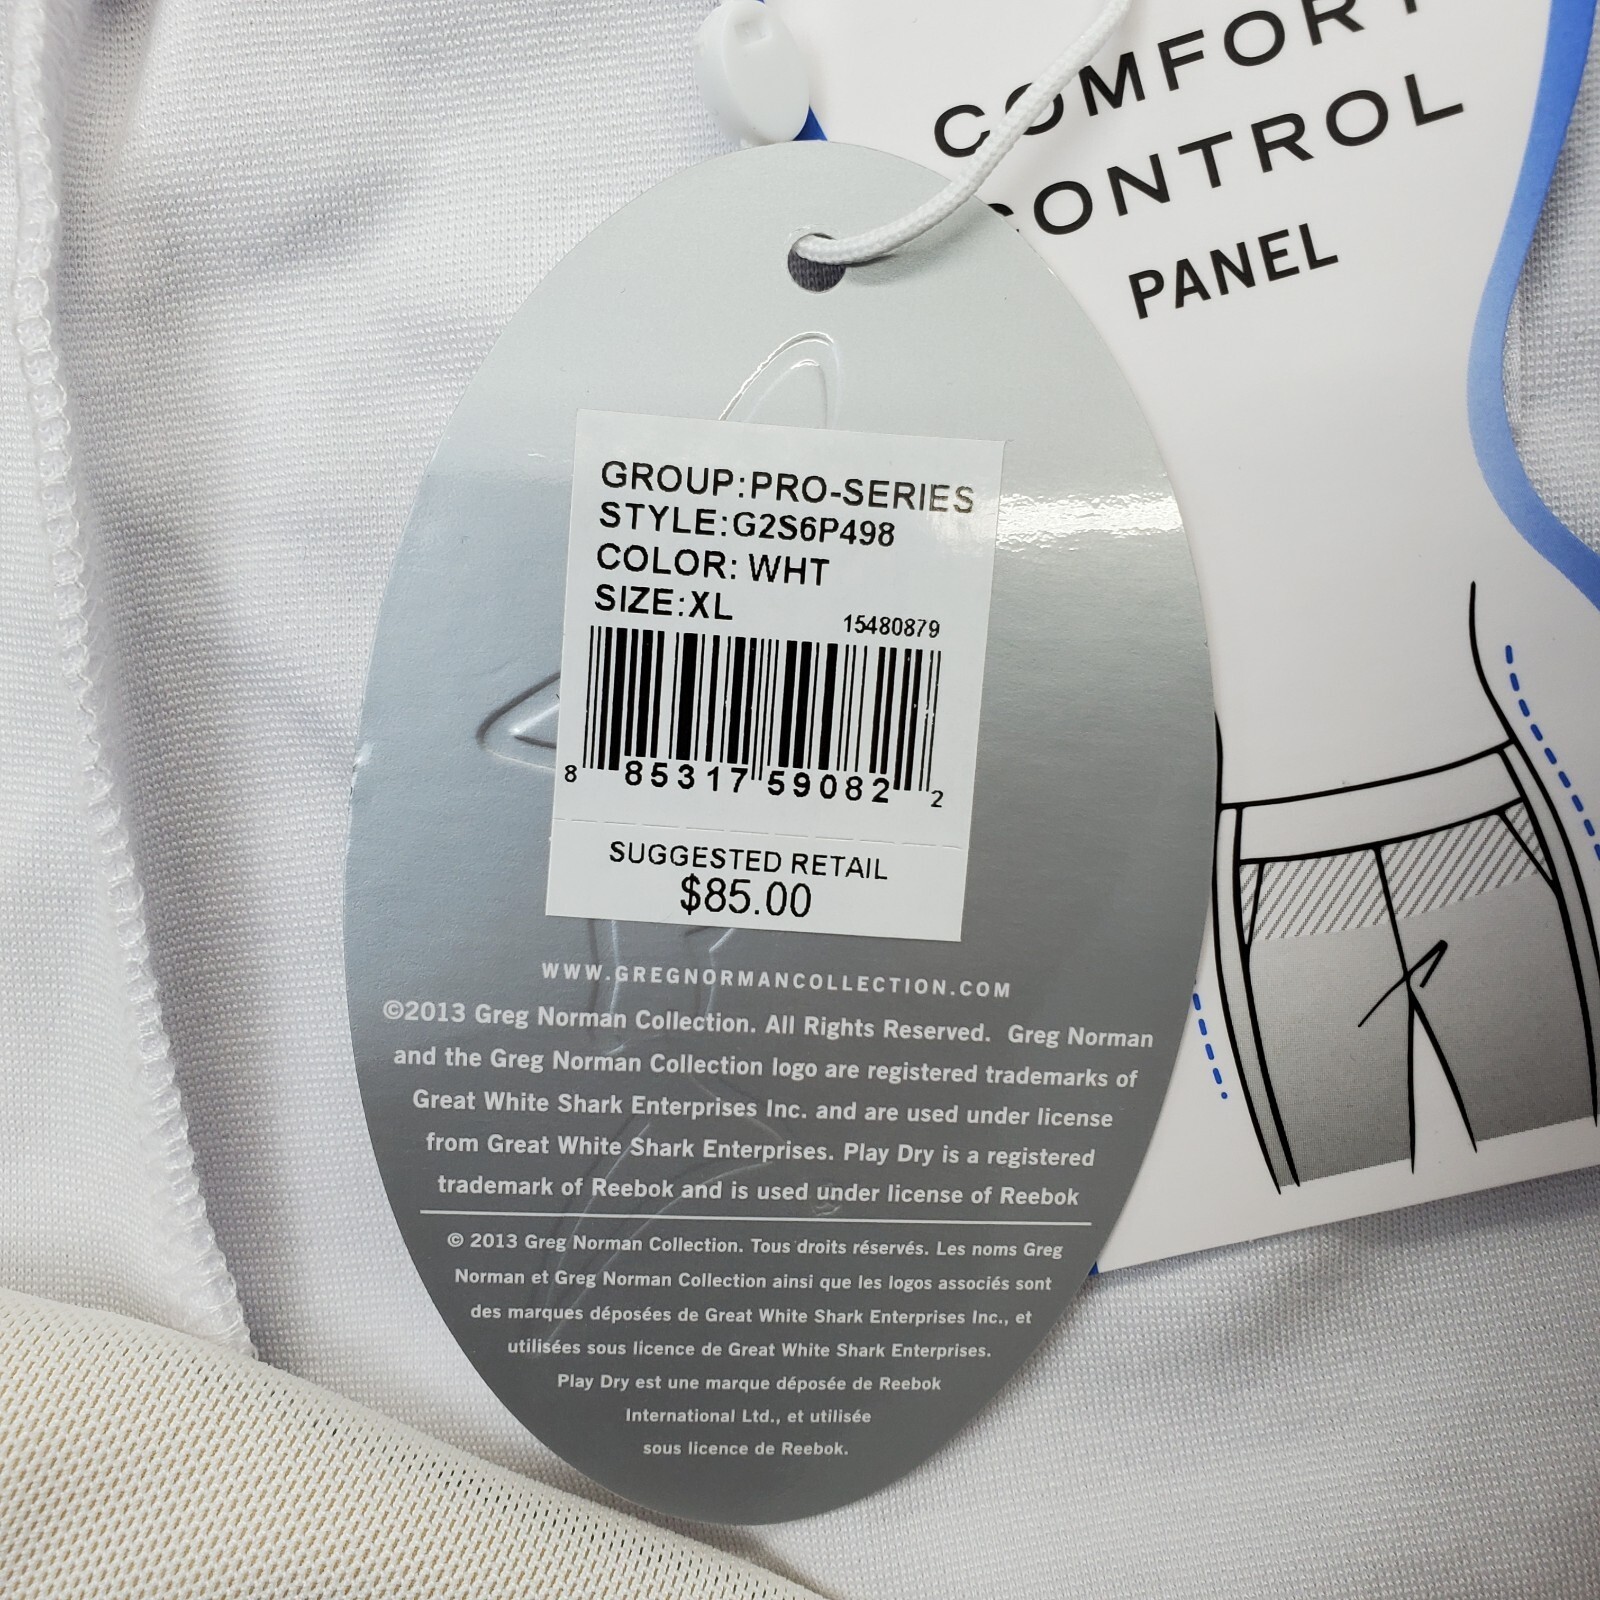 COMFORT
CONTROL
PANEL
GROUP:PRO-SERIES
STYLE:G2S6P498
COLOR: WHT
SIZE:XL
15480879
8 85317 59082 2
SUGGESTED RETAIL
$85.00
WWW.GREGNORMANCOLLECTION.COM
©2013 Greg Norman Collection. All Rights Reserved. Greg Norman
and the Greg Norman Collection logo are registered trademarks of
Great White Shark Enterprises Inc. and are used under license
from Great White Shark Enterprises. Play Dry is a registered
trademark of Reebok and is used under license of Reebok
© 2013 Greg Norman Collection. Tous droits réservés. Les noms Greg
Norman et Greg Norman Collection ainsi que les logos associés sont
des marques déposées de Great White Shark Enterprises Inc., et
utilisées sous licence de Great White Shark Enterprises.
Play Dry est une marque déposée de Reebok
International Ltd., et utilisée
sous licence de Reebok.